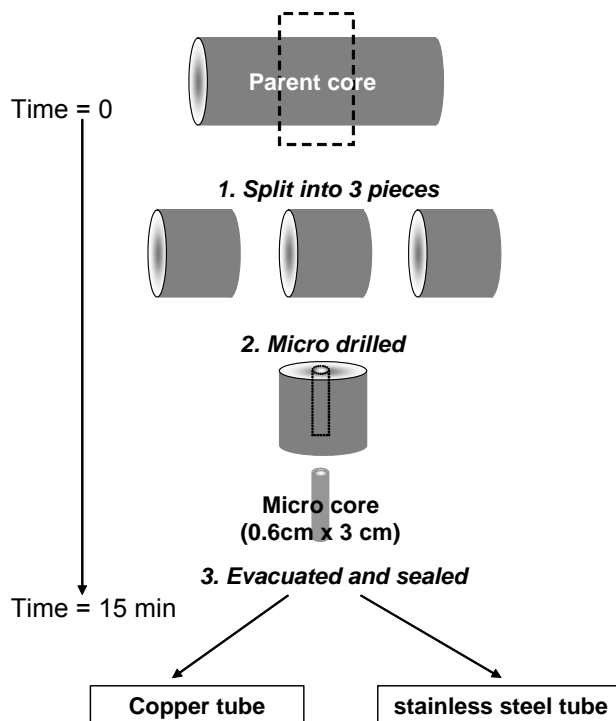 Parent core
Time = 0
1. Split into 3 pieces
2. Micro drilled
Micro core
(0.6cm x 3 cm)
3. Evacuated and sealed
Time = 15 min
Copper tube
stainless steel tube